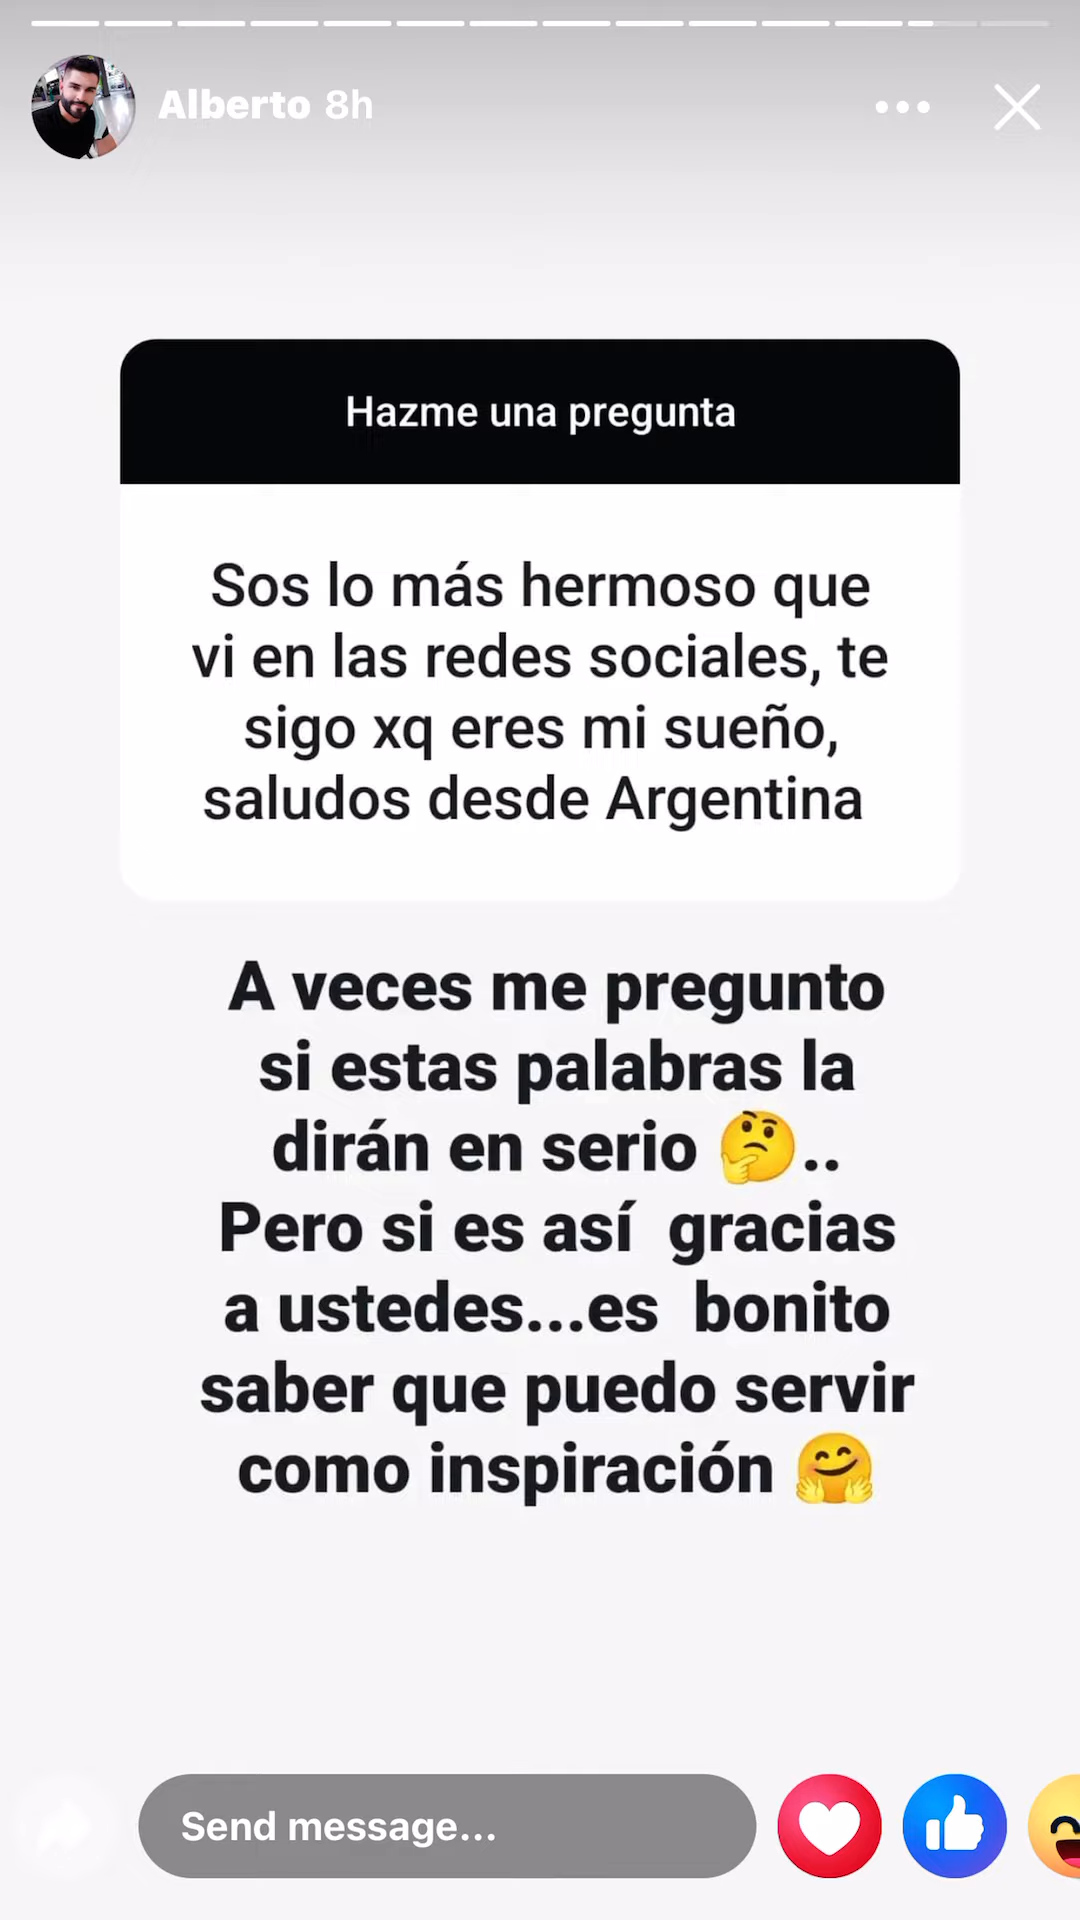 Alberto 8h
Hazme una pregunta
Sos lo más hermoso que
vi en las redes sociales, te
sigo xq eres mi sueño,
saludos desde Argentina
A veces me pregunto
si estas palabras la
dirán en serio 🤔..
Pero si es así  gracias
a ustedes...es  bonito
saber que puedo servir
como inspiración 🤗
Send message...